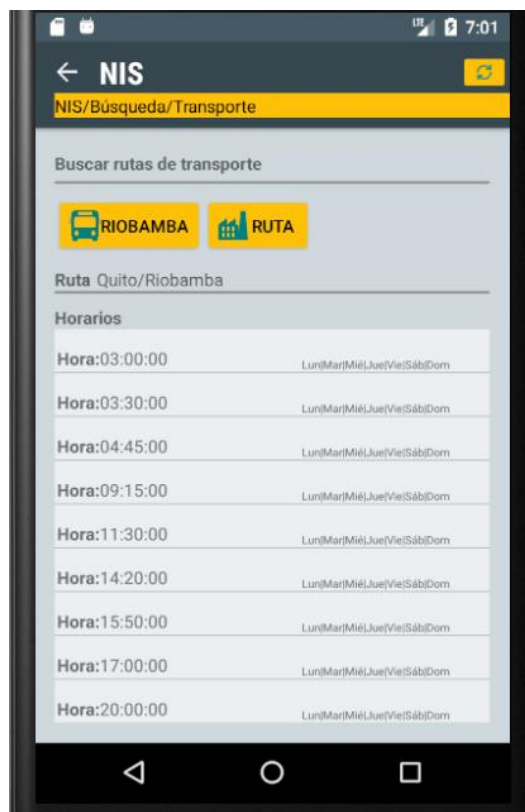 LTE 7:01
NIS
NIS/Búsqueda/Transporte
Buscar rutas de transporte
RIOBAMBA RUTA
Ruta Quito/Riobamba
Horarios
Hora:03:00:00 Lun|Mar|Mié|Jue|Vie|Sáb|Dom
Hora:03:30:00 Lun|Mar|Mié|Jue|Vie|Sáb|Dom
Hora:04:45:00 Lun|Mar|Mié|Jue|Vie|Sáb|Dom
Hora:09:15:00 Lun|Mar|Mié|Jue|Vie|Sáb|Dom
Hora:11:30:00 Lun|Mar|Mié|Jue|Vie|Sáb|Dom
Hora:14:20:00 Lun|Mar|Mié|Jue|Vie|Sáb|Dom
Hora:15:50:00 Lun|Mar|Mié|Jue|Vie|Sáb|Dom
Hora:17:00:00 Lun|Mar|Mié|Jue|Vie|Sáb|Dom
Hora:20:00:00 Lun|Mar|Mié|Jue|Vie|Sáb|Dom